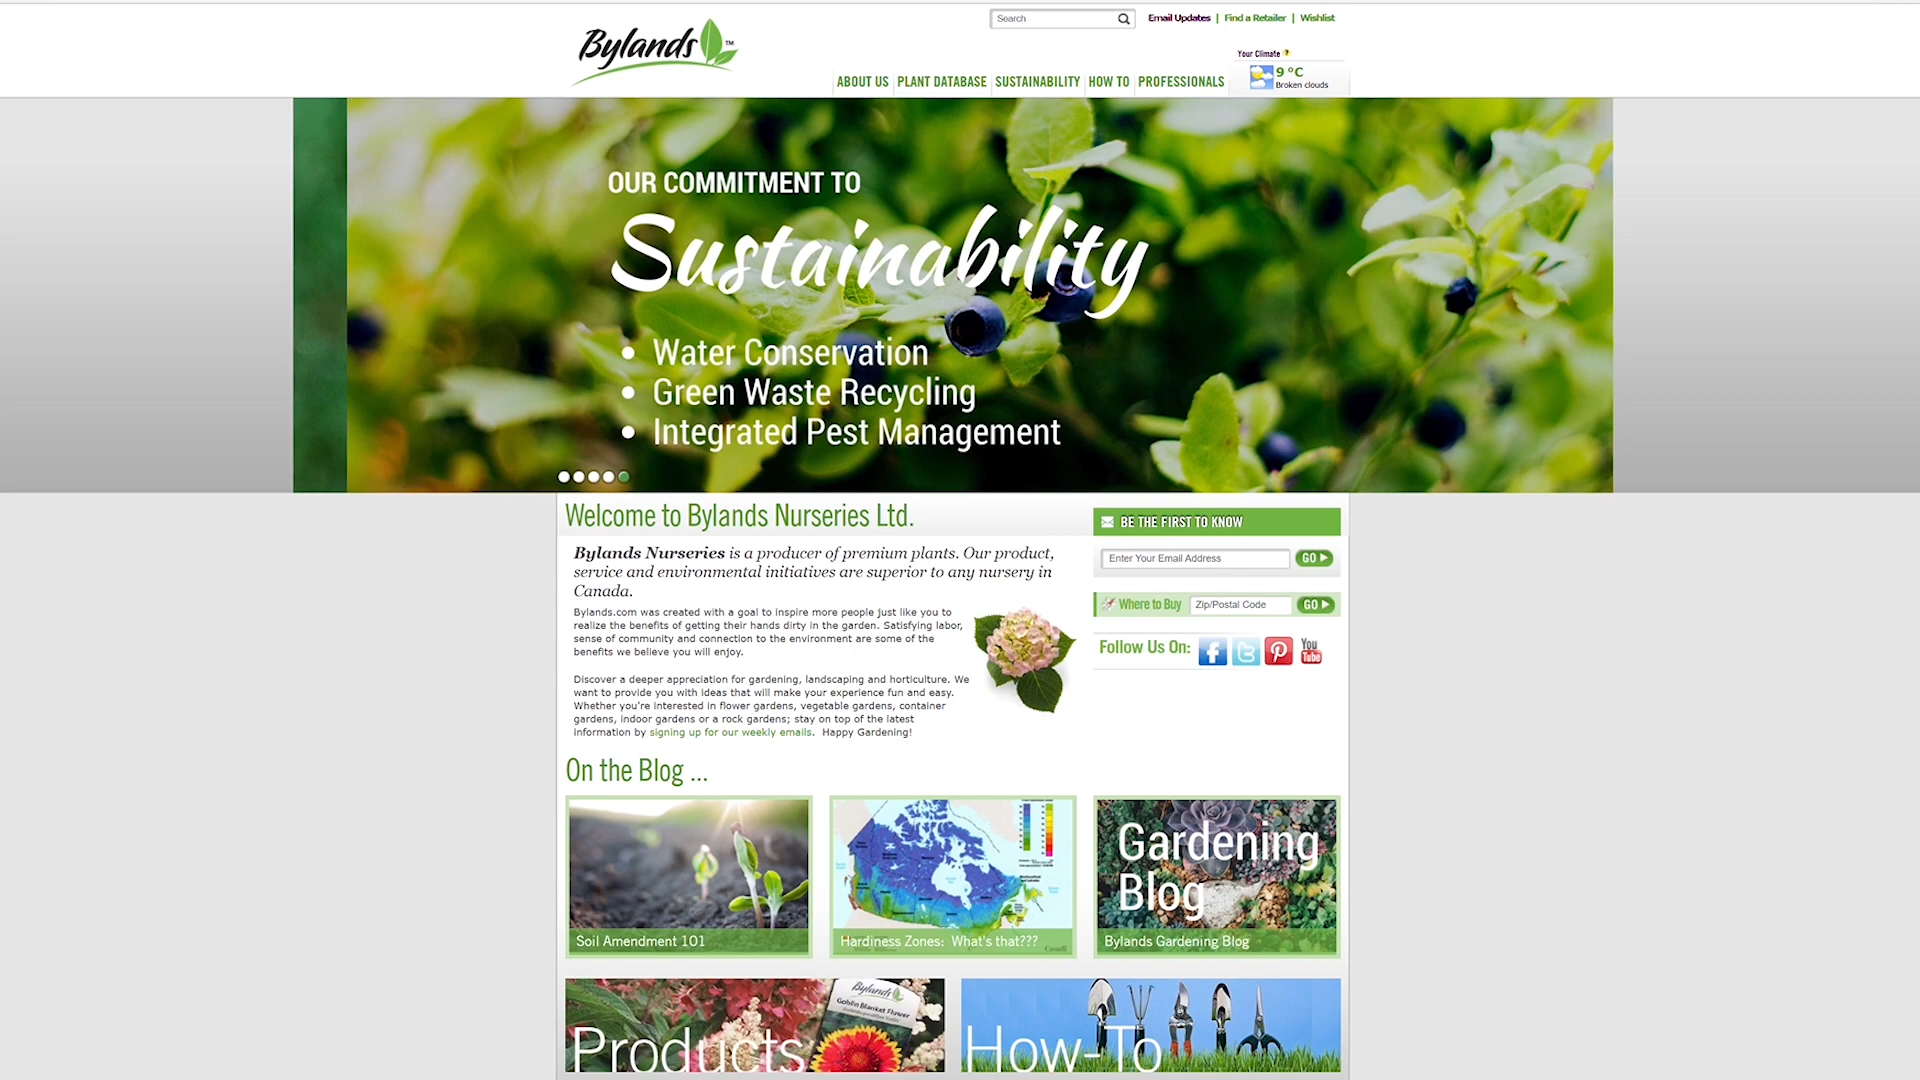 Search
Email Updates | Find a Retailer | Wishlist
Bylands™
Your Climate ?
9 °C
Broken clouds
ABOUT US
PLANT DATABASE
SUSTAINABILITY
HOW TO
PROFESSIONALS
OUR COMMITMENT TO
Sustainability
• Water Conservation
• Green Waste Recycling
• Integrated Pest Management
Welcome to Bylands Nurseries Ltd.
Bylands Nurseries is a producer of premium plants. Our product,
service and environmental initiatives are superior to any nursery in
Canada.
Bylands.com was created with a goal to inspire more people just like you to
realize the benefits of getting their hands dirty in the garden. Satisfying labor,
sense of community and connection to the environment are some of the
benefits we believe you will enjoy.
Discover a deeper appreciation for gardening, landscaping and horticulture. We
want to provide you with ideas that will make your experience fun and easy.
Whether you're interested in flower gardens, vegetable gardens, container
gardens, indoor gardens or a rock gardens; stay on top of the latest
information by signing up for our weekly emails. Happy Gardening!
BE THE FIRST TO KNOW
Enter Your Email Address
GO
Where to Buy
Zip/Postal Code
GO
Follow Us On:
You
Tube
On the Blog ...
Soil Amendment 101
Hardiness Zones: What's that???
Canada
Gardening
Blog
Bylands Gardening Blog
Bylands
Goblin Blanket Flower
Products
How-To